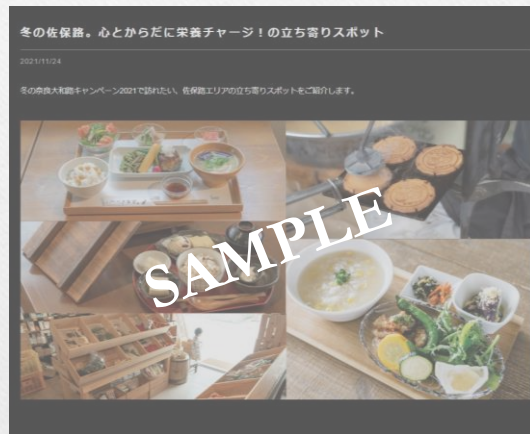 冬の佐保路。心とからだに栄養チャージ！の立ち寄りスポット
2021/11/24
冬の奈良大和路キャンペーン2021で訪れたい、佐保路エリアの立ち寄りスポットをご紹介します。
SAMPLE